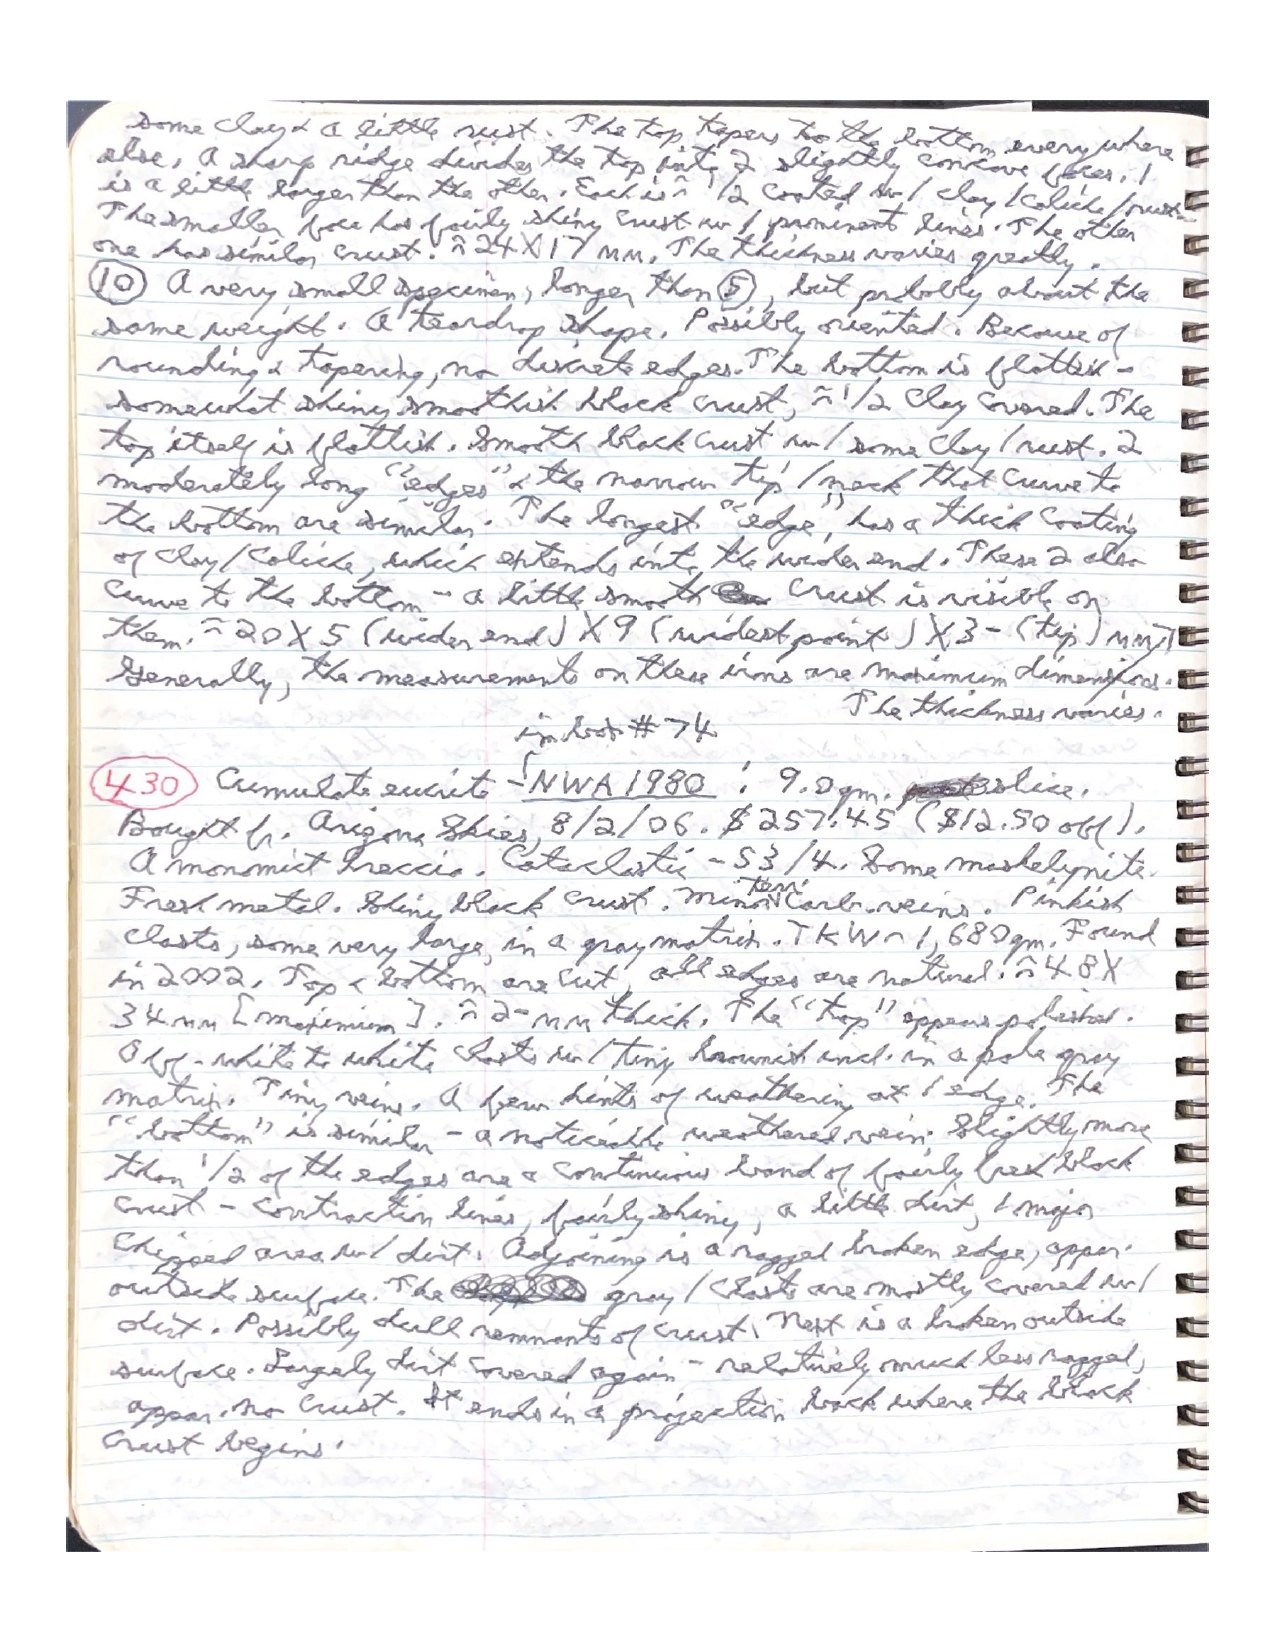 some clay & a little rust. The top tapers to the bottom everywhere
else. A sharp ridge divides the top into 2 slightly concave faces. 1
is a little larger than the other. Each is ≈ 1/2 coated w/ clay/caliche/rust.
The smaller face has fairly shiny crust w/ prominent lines. The other
one has similar crust. ≈ 24 X 17 mm. The thickness varies greatly.
(10) A very small specimen, longer than (5), but probably about the
same weight. A teardrop shape. Possibly oriented. Because of
rounding & tapering, no discrete edges. The bottom is flattish -
somewhat shiny smoothish black crust, ≈ 1/2 clay covered. The
top itself is flattish. Smooth black crust w/ some clay/rust. 2
moderately long "edges" & the narrow tip/neck that curve to
the bottom are similar. The longest "edge" has a thick coating
of clay/caliche, which extends into the wider end. These 2 also
curve to the bottom - a little smooth crust is visible on
them. ≈ 20 X 5 (wider end) X 9 (widest point) X 3- (tip) mm.
Generally, the measurements on these irons are maximum dimensions.
The thickness varies.
in box # 74
430 Cumulate eucrite - NWA 1980 : 9.0 gm. slice.
Bought fr. Arizona Skies, 8/2/06. $257.45 ($12.50 off).
A monomict breccia. Cataclastic - S3/4. Some maskelynite.
Fresh metal. Shiny black crust. Minor terr. carb. veins. Pinkish
clasts, some very large, in a gray matrix. TKW ~ 1,680 gm. Found
in 2002. Top & bottom are cut, all edges are natural. ≈ 48 X
34 mm [maximum]. ≈ 2- mm thick. The "top" appears polished.
Off-white to white clasts w/ tiny brownish incl. in a pale gray
matrix. Tiny veins. A few hints of weathering at 1 edge. The
"bottom" is similar - a noticeable weathered vein. Slightly more
than 1/2 of the edges are a continuous band of fairly fresh black
crust - contraction lines, fairly shiny, a little dirt, 1 major
chipped area w/ dirt. Adjoining is a ragged broken edge, appar.
outside surface. The gray/clasts are mostly covered w/
dirt. Possibly dull remnants of crust. Next is a broken outside
surface. Largely dirt covered again - relatively much less ragged,
appar. no crust. It ends in a projection back where the black
crust begins.